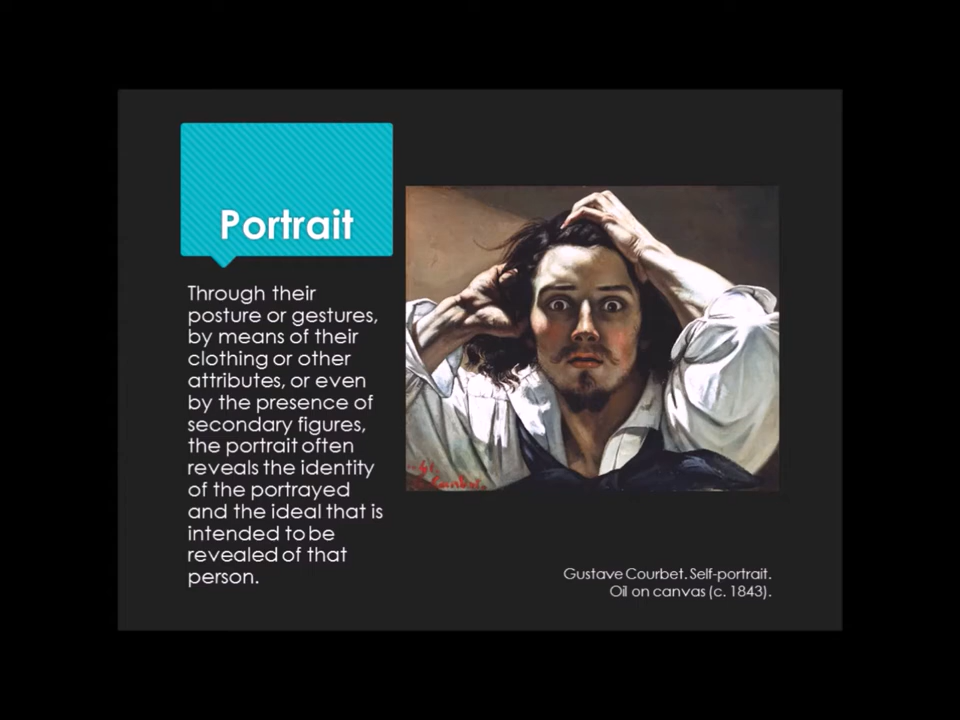 Portrait
Through their
posture or gestures,
by means of their
clothing or other
attributes, or even
by the presence of
secondary figures,
the portrait often
reveals the identity
of the portrayed
and the ideal that is
intended to be
revealed of that
person.
Gustave Courbet. Self-portrait.
Oil on canvas (c. 1843).